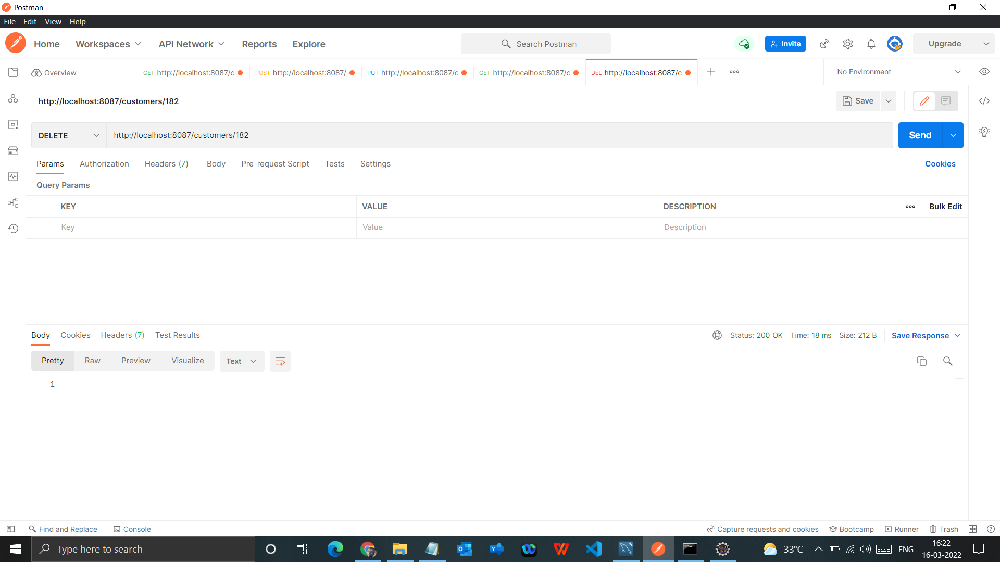 Postman
File Edit View Help
Home Workspaces API Network Reports Explore Search Postman Invite Upgrade
Overview GET http://localhost:8087/c POST http://localhost:8087/ PUT http://localhost:8087/c GET http://localhost:8087/c DEL http://localhost:8087/c No Environment
http://localhost:8087/customers/182 Save
DELETE http://localhost:8087/customers/182 Send
Params Authorization Headers (7) Body Pre-request Script Tests Settings Cookies
Query Params
KEY VALUE DESCRIPTION Bulk Edit
Key Value Description
Body Cookies Headers (7) Test Results Status: 200 OK Time: 18 ms Size: 212 B Save Response
Pretty Raw Preview Visualize Text
1
Find and Replace Console Capture requests and cookies Bootcamp Runner Trash
Type here to search 33°C ENG 16:22
16-03-2022